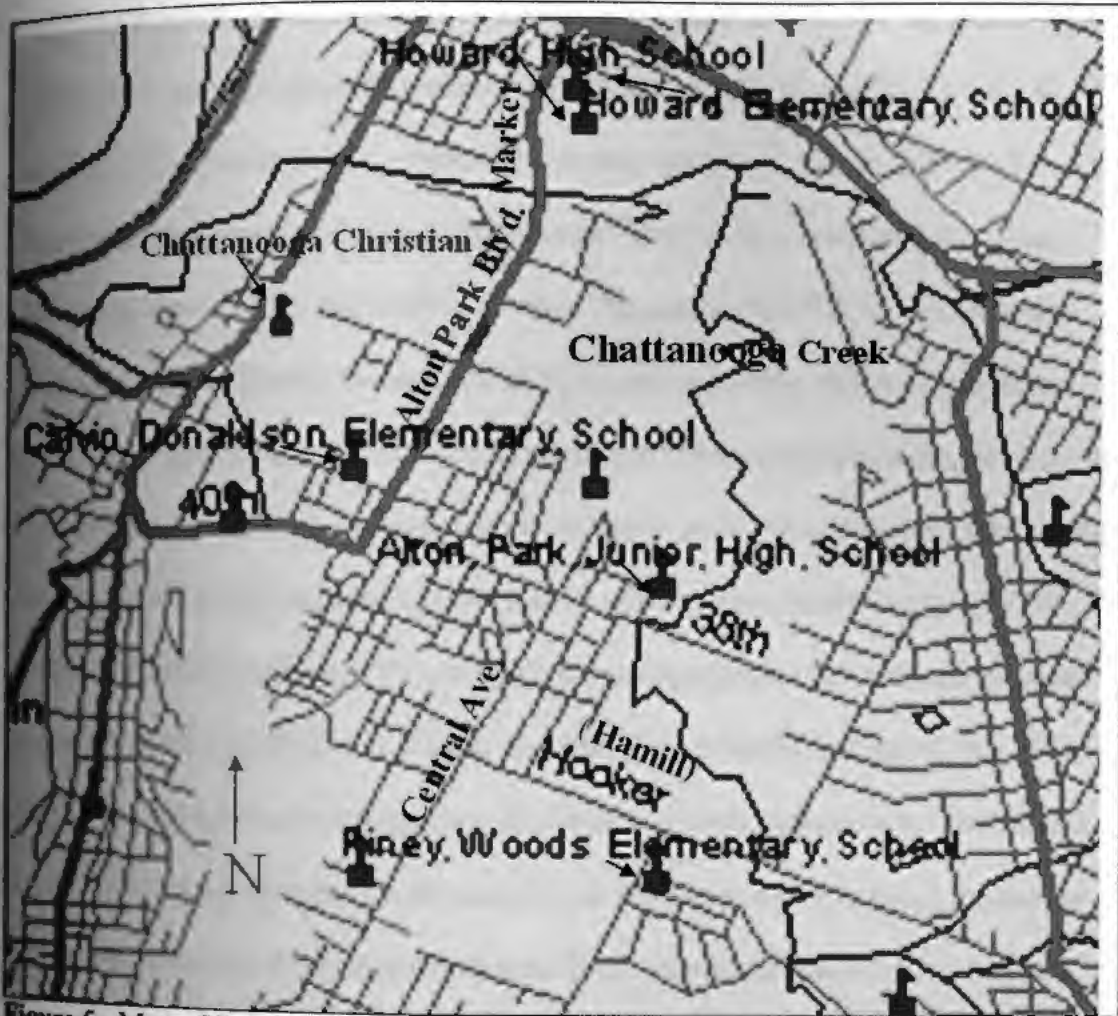 Howard High School
Howard Elementary School
Market
Alton Park Blvd.
Chattanooga Christian
Chattanooga Creek
Donaldson Elementary School
40th
Alton Park Junior High School
38th
Central Ave
(Hamill)
Hooker
Piney Woods Elementary School
N